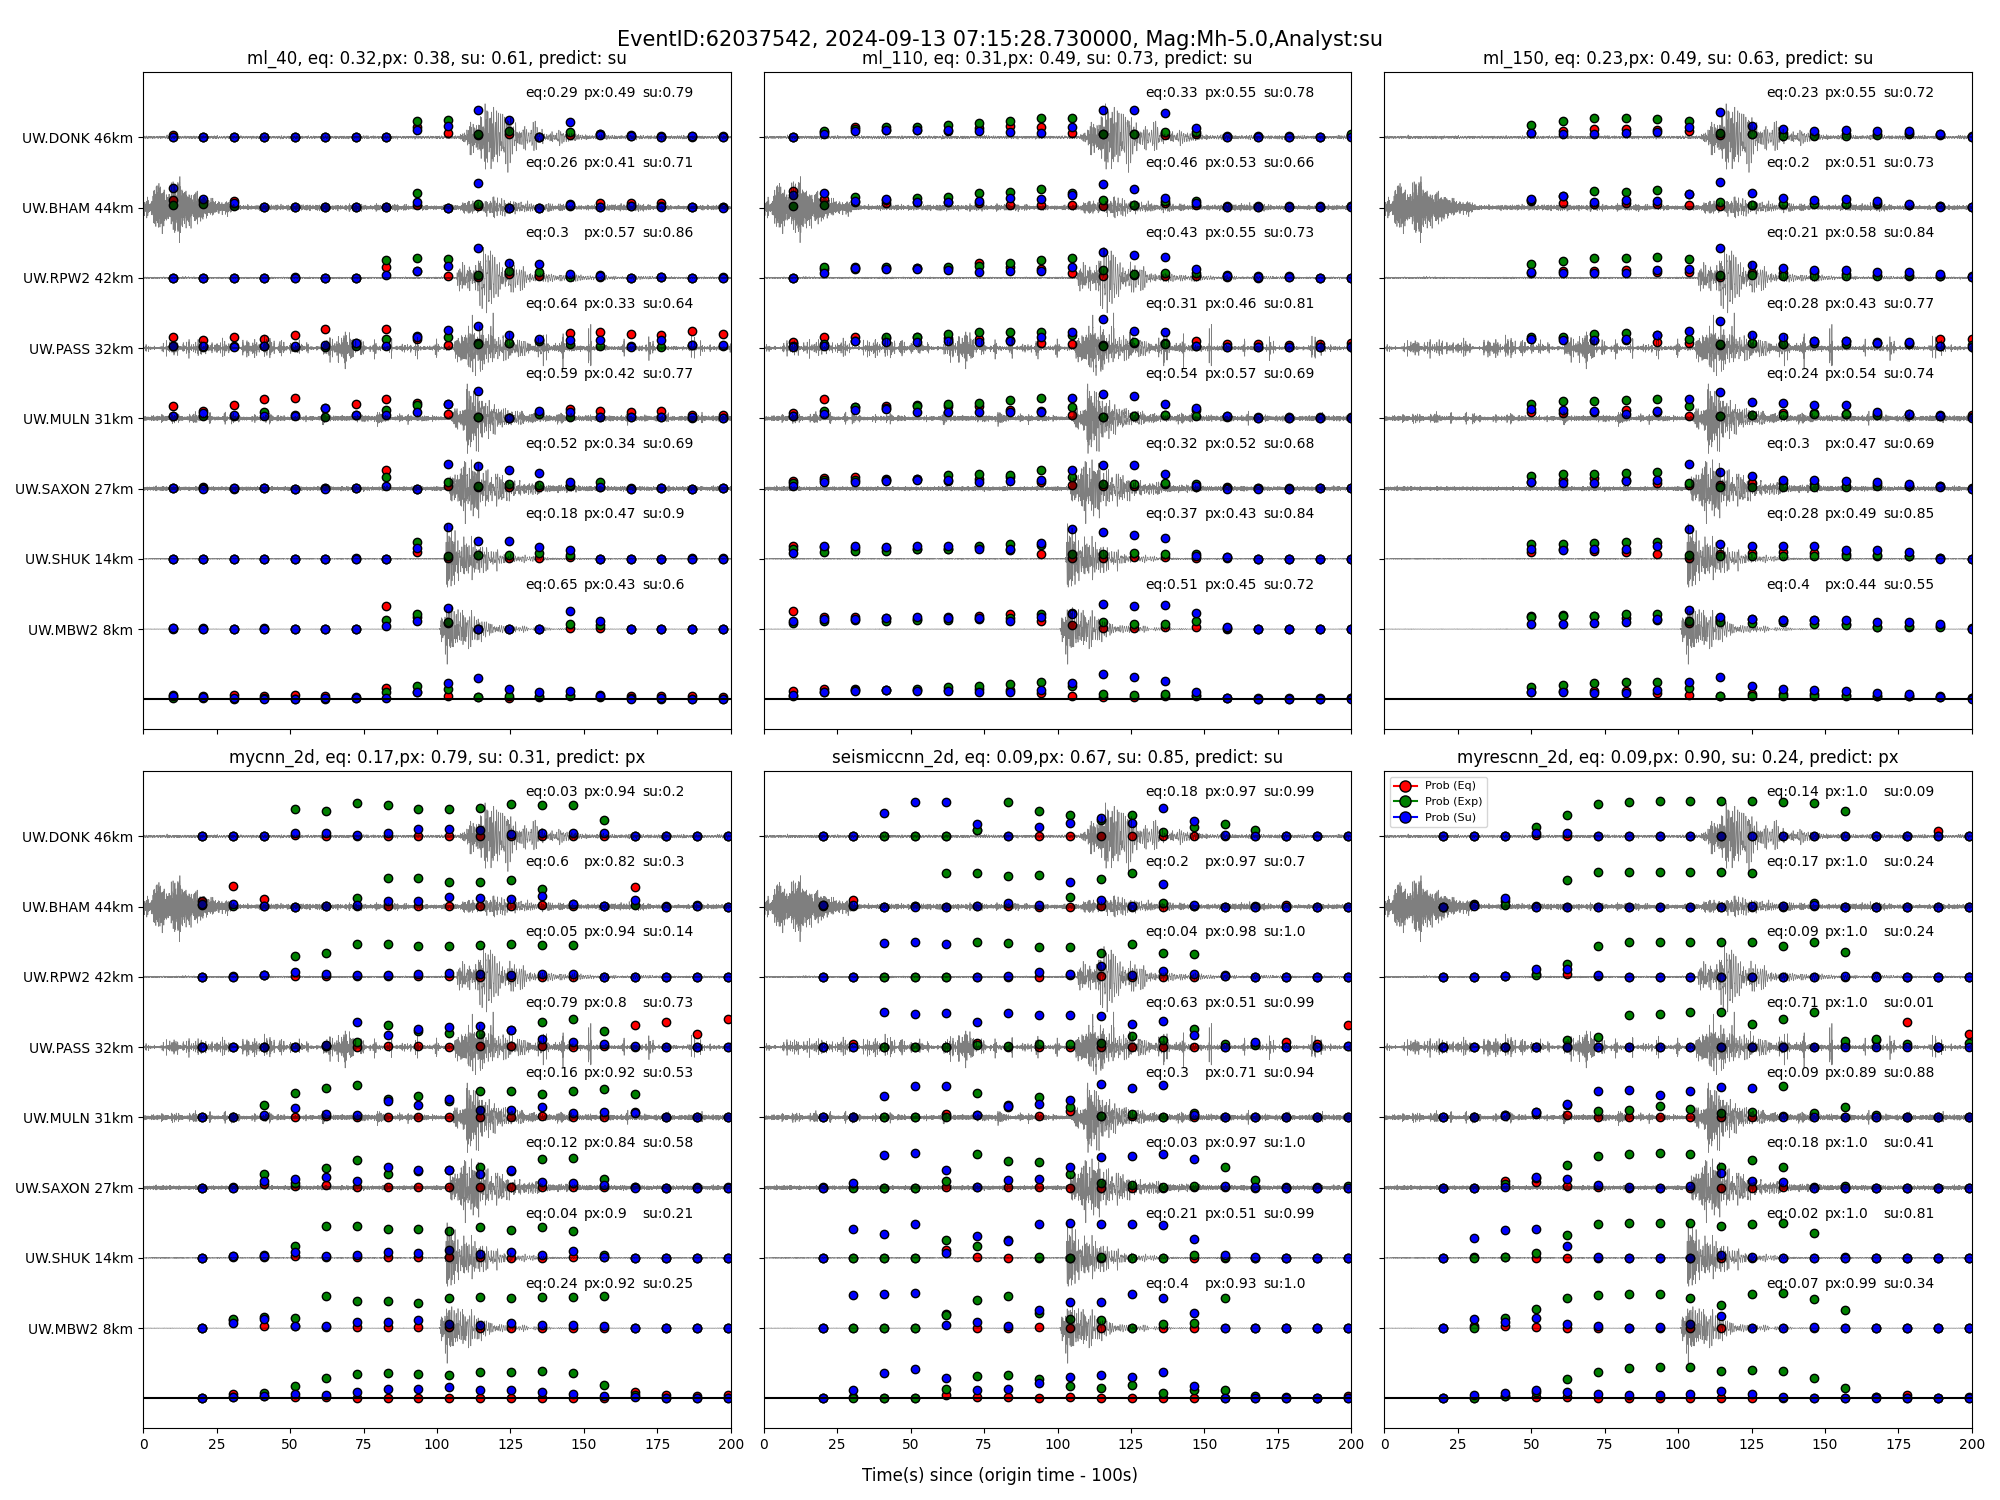 EventID:62037542, 2024-09-13 07:15:28.730000, Mag:Mh-5.0,Analyst:su
ml_40, eq: 0.32,px: 0.38, su: 0.61, predict: su
eq:0.29 px:0.49 su:0.79
UW.DONK 46km
eq:0.26 px:0.41 su:0.71
UW.BHAM 44km
eq:0.3 px:0.57 su:0.86
UW.RPW2 42km
eq:0.64 px:0.33 su:0.64
UW.PASS 32km
eq:0.59 px:0.42 su:0.77
UW.MULN 31km
eq:0.52 px:0.34 su:0.69
UW.SAXON 27km
eq:0.18 px:0.47 su:0.9
UW.SHUK 14km
eq:0.65 px:0.43 su:0.6
UW.MBW2 8km
ml_110, eq: 0.31,px: 0.49, su: 0.73, predict: su
eq:0.33 px:0.55 su:0.78
eq:0.46 px:0.53 su:0.66
eq:0.43 px:0.55 su:0.73
eq:0.31 px:0.46 su:0.81
eq:0.54 px:0.57 su:0.69
eq:0.32 px:0.52 su:0.68
eq:0.37 px:0.43 su:0.84
eq:0.51 px:0.45 su:0.72
ml_150, eq: 0.23,px: 0.49, su: 0.63, predict: su
eq:0.23 px:0.55 su:0.72
eq:0.2 px:0.51 su:0.73
eq:0.21 px:0.58 su:0.84
eq:0.28 px:0.43 su:0.77
eq:0.24 px:0.54 su:0.74
eq:0.3 px:0.47 su:0.69
eq:0.28 px:0.49 su:0.85
eq:0.4 px:0.44 su:0.55
mycnn_2d, eq: 0.17,px: 0.79, su: 0.31, predict: px
eq:0.03 px:0.94 su:0.2
UW.DONK 46km
eq:0.6 px:0.82 su:0.3
UW.BHAM 44km
eq:0.05 px:0.94 su:0.14
UW.RPW2 42km
eq:0.79 px:0.8 su:0.73
UW.PASS 32km
eq:0.16 px:0.92 su:0.53
UW.MULN 31km
eq:0.12 px:0.84 su:0.58
UW.SAXON 27km
eq:0.04 px:0.9 su:0.21
UW.SHUK 14km
eq:0.24 px:0.92 su:0.25
UW.MBW2 8km
0 25 50 75 100 125 150 175 200
seismiccnn_2d, eq: 0.09,px: 0.67, su: 0.85, predict: su
eq:0.18 px:0.97 su:0.99
eq:0.2 px:0.97 su:0.7
eq:0.04 px:0.98 su:1.0
eq:0.63 px:0.51 su:0.99
eq:0.3 px:0.71 su:0.94
eq:0.03 px:0.97 su:1.0
eq:0.21 px:0.51 su:0.99
eq:0.4 px:0.93 su:1.0
0 25 50 75 100 125 150 175 200
myrescnn_2d, eq: 0.09,px: 0.90, su: 0.24, predict: px
Prob (Eq)
Prob (Exp)
Prob (Su)
eq:0.14 px:1.0 su:0.09
eq:0.17 px:1.0 su:0.24
eq:0.09 px:1.0 su:0.24
eq:0.71 px:1.0 su:0.01
eq:0.09 px:0.89 su:0.88
eq:0.18 px:1.0 su:0.41
eq:0.02 px:1.0 su:0.81
eq:0.07 px:0.99 su:0.34
0 25 50 75 100 125 150 175 200
Time(s) since (origin time - 100s)